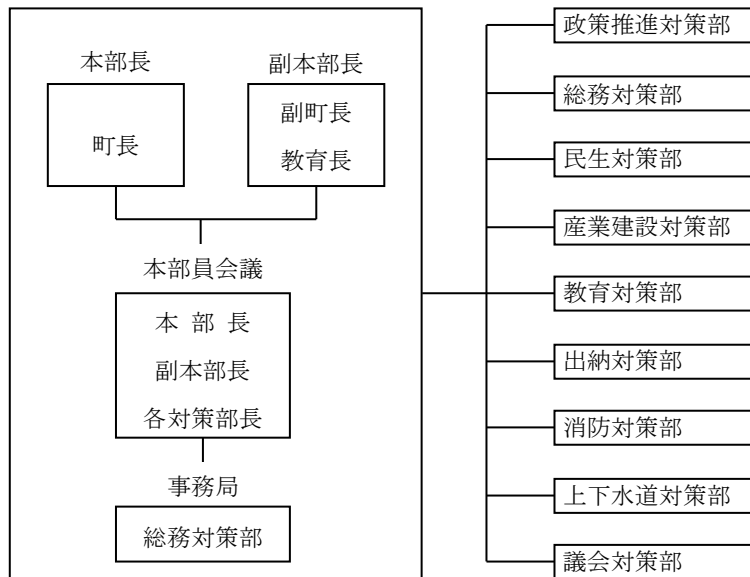 本部長
副本部長
町長
副町長
教育長
本部員会議
本 部 長
副本部長
各対策部長
事務局
総務対策部
政策推進対策部
総務対策部
民生対策部
産業建設対策部
教育対策部
出納対策部
消防対策部
上下水道対策部
議会対策部